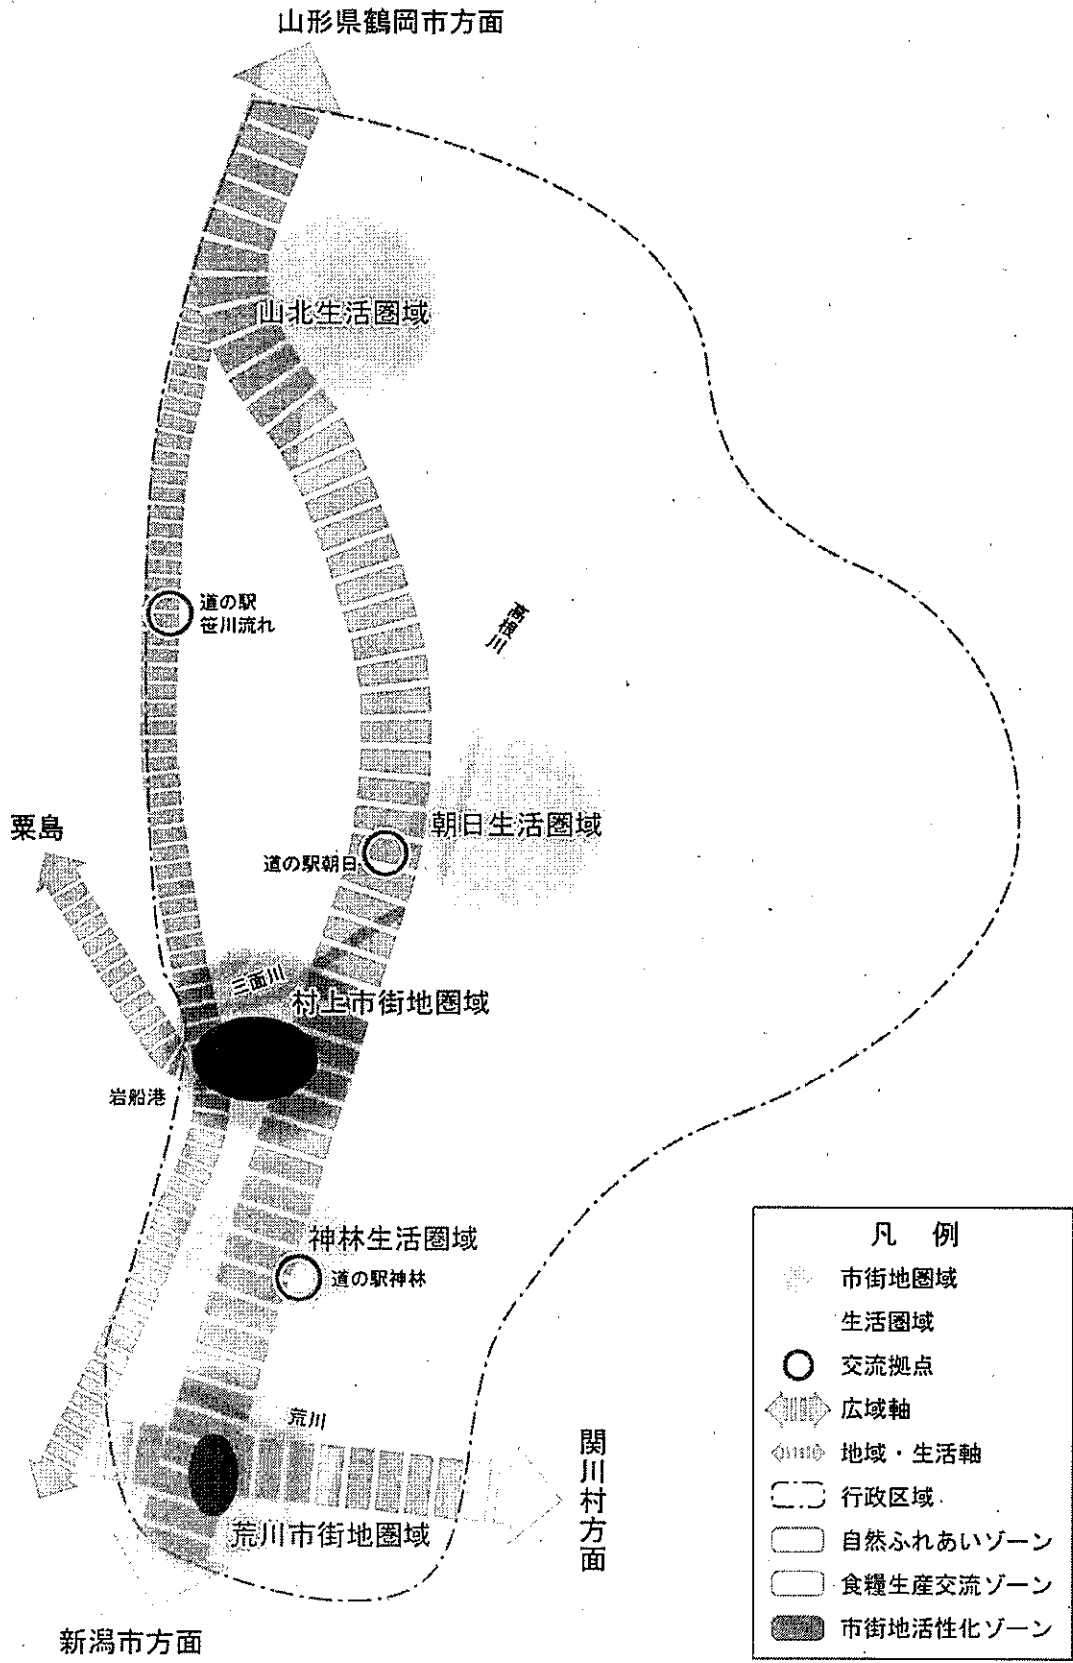 山形県鶴岡市方面
山北生活圏域
道の駅
笹川流れ
高根川
粟島
朝日生活圏域
道の駅朝日
三面川
村上市街地圏域
岩船港
神林生活圏域
道の駅神林
荒川
関川村方面
荒川市街地圏域
新潟市方面
凡 例
市街地圏域
生活圏域
交流拠点
広域軸
地域・生活軸
行政区域
自然ふれあいゾーン
食糧生産交流ゾーン
市街地活性化ゾーン